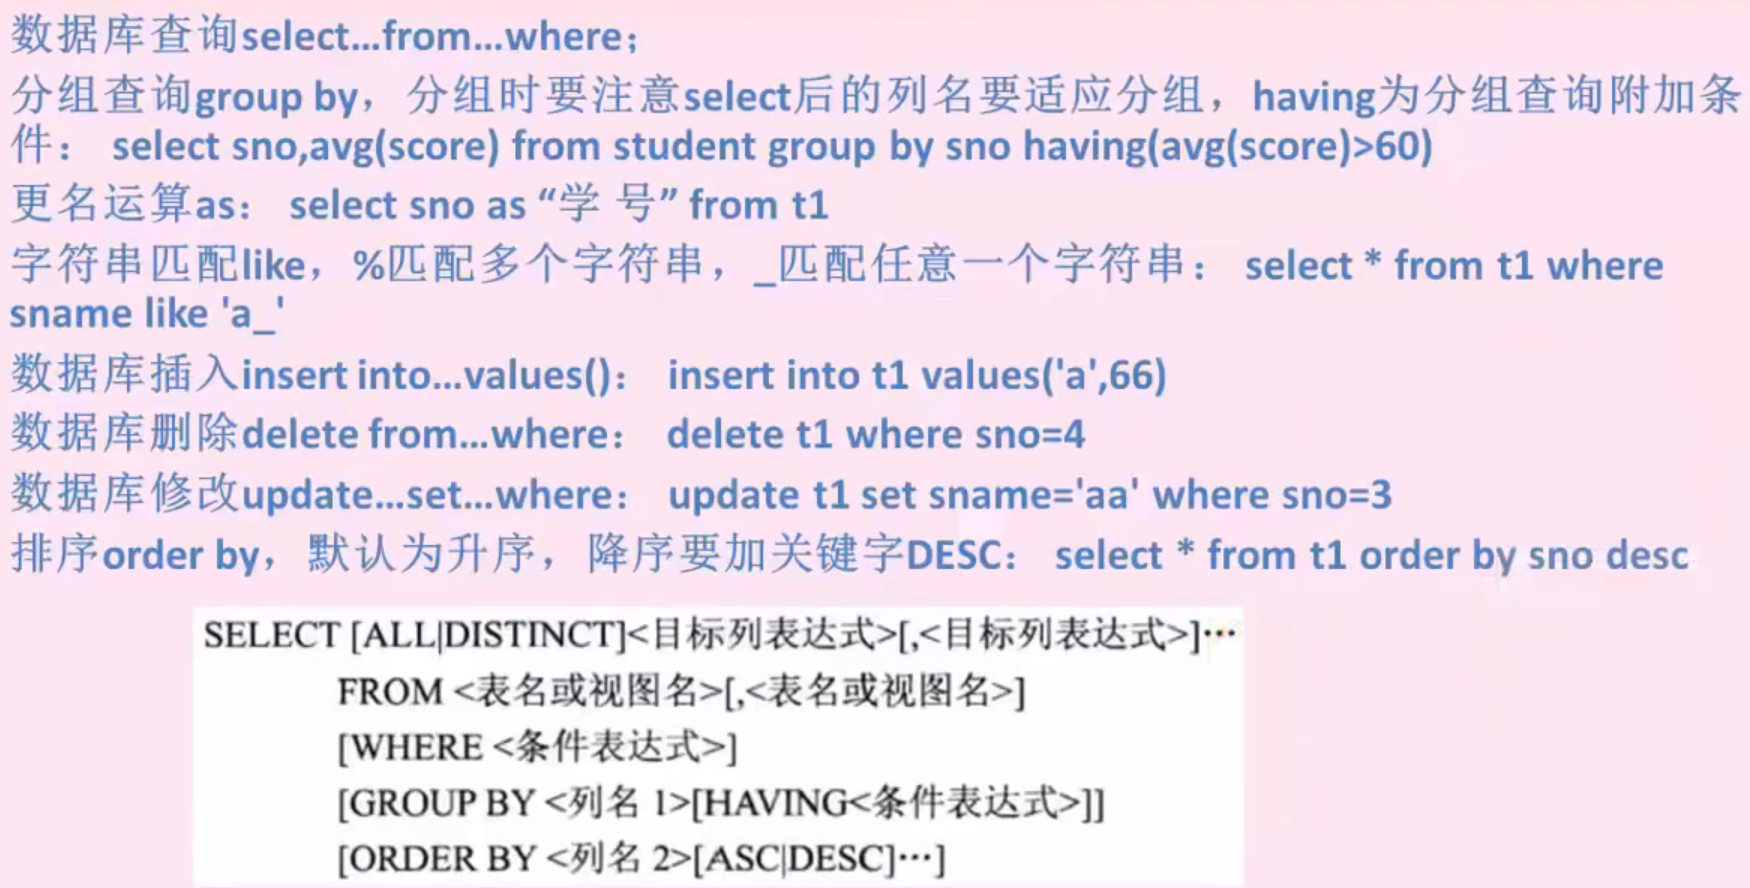 数据库查询select...from...where；
分组查询group by，分组时要注意select后的列名要适应分组，having为分组查询附加条
件： select sno,avg(score) from student group by sno having(avg(score)>60)
更名运算as： select sno as “学 号” from t1
字符串匹配like，%匹配多个字符串，_匹配任意一个字符串： select * from t1 where
sname like 'a_'
数据库插入insert into...values()： insert into t1 values('a',66)
数据库删除delete from...where： delete t1 where sno=4
数据库修改update...set...where： update t1 set sname='aa' where sno=3
排序order by，默认为升序，降序要加关键字DESC： select * from t1 order by sno desc
SELECT [ALL|DISTINCT]<目标列表达式>[,<目标列表达式>]…
FROM <表名或视图名>[,<表名或视图名>]
[WHERE <条件表达式>]
[GROUP BY <列名 1>[HAVING<条件表达式>]]
[ORDER BY <列名 2>[ASC|DESC]…]